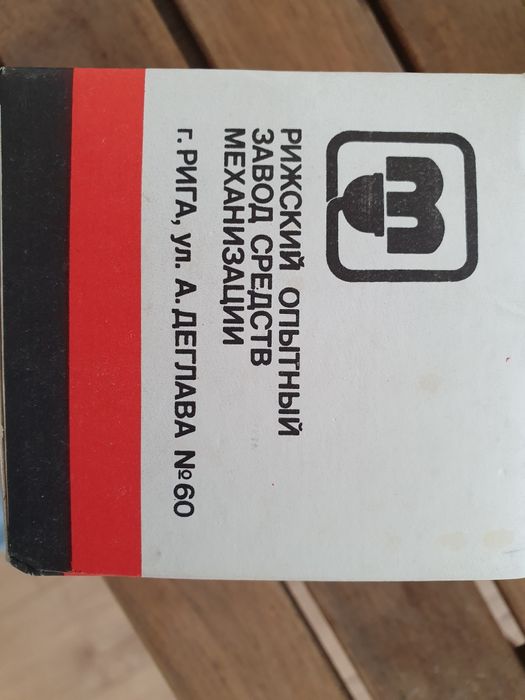 РИЖСКИЙ ОПЫТНЫЙ
ЗАВОД СРЕДСТВ
МЕХАНИЗАЦИИ
г. РИГА, ул. А. ДЕГЛАВА №60